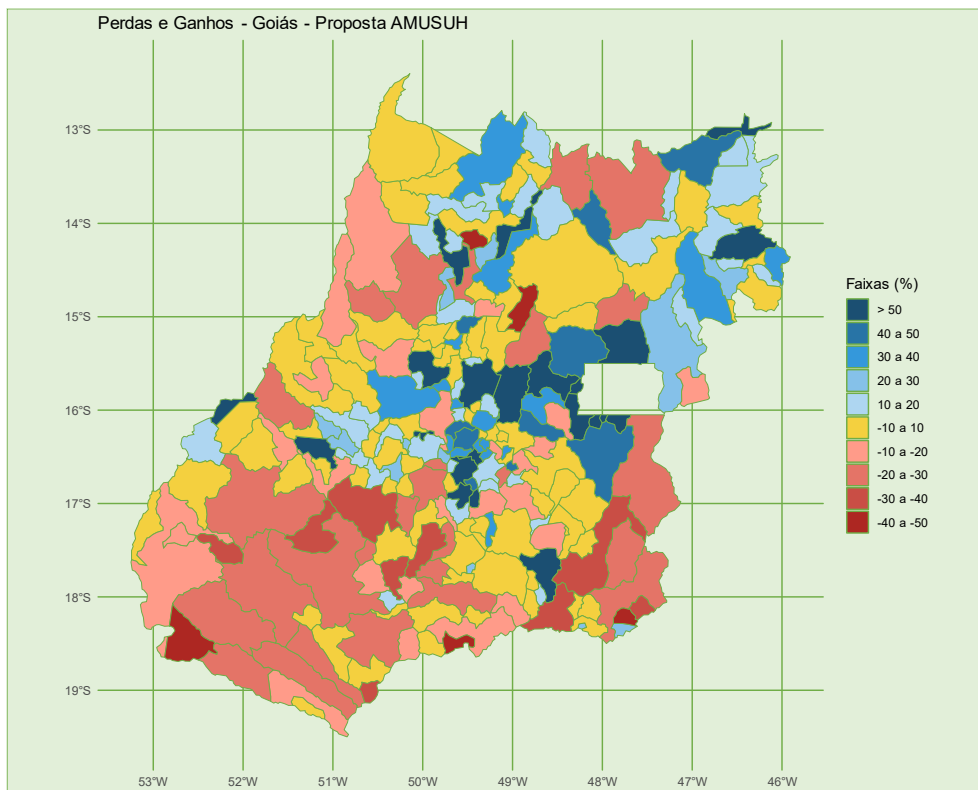 Perdas e Ganhos - Goiás - Proposta AMUSUH
13°S
14°S
15°S
16°S
17°S
18°S
19°S
53°W
52°W
51°W
50°W
49°W
48°W
47°W
46°W
Faixas (%)
> 50
40 a 50
30 a 40
20 a 30
10 a 20
-10 a 10
-10 a -20
-20 a -30
-30 a -40
-40 a -50